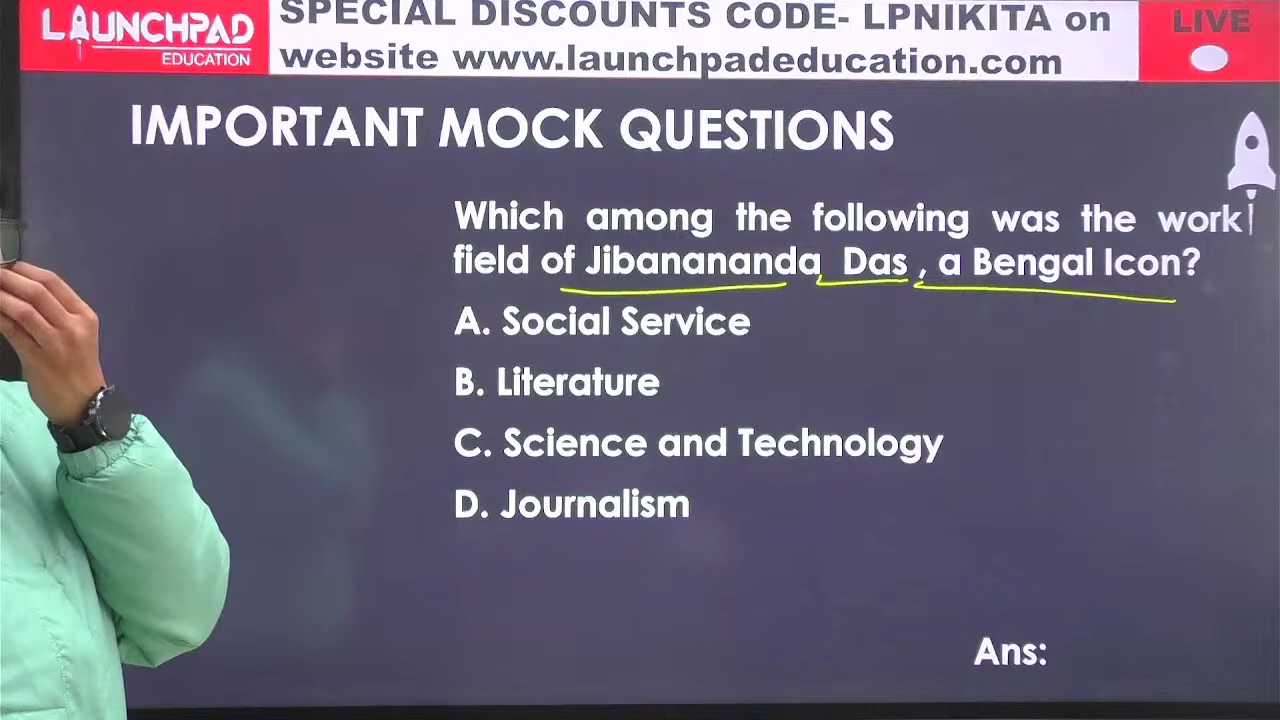 LAUNCHPAD
EDUCATION
SPECIAL DISCOUNTS CODE- LPNIKITA on
website www.launchpadeducation.com
LIVE
IMPORTANT MOCK QUESTIONS
Which among the following was the work
field of Jibanananda Das , a Bengal Icon?
A. Social Service
B. Literature
C. Science and Technology
D. Journalism
Ans: